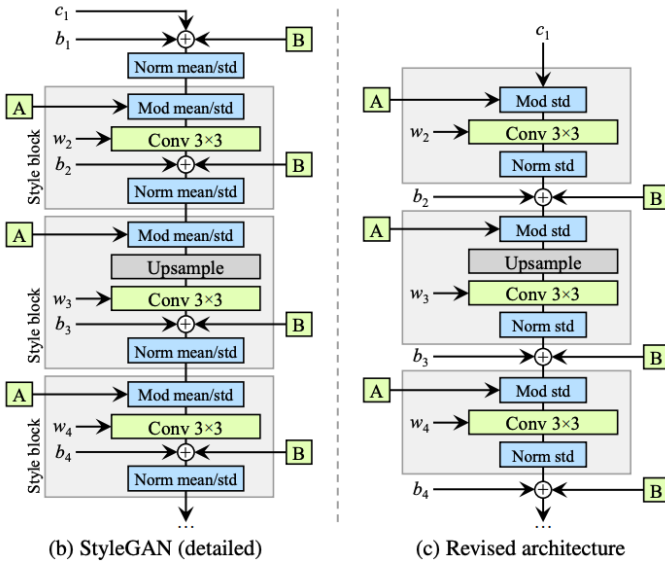 c₁
b₁
B
Norm mean/std
A
Mod mean/std
w₂
Conv 3×3
b₂
B
Norm mean/std
Style block
A
Mod mean/std
Upsample
w₃
Conv 3×3
b₃
B
Norm mean/std
Style block
A
Mod mean/std
w₄
Conv 3×3
b₄
B
Norm mean/std
Style block
...
(b) StyleGAN (detailed)
c₁
A
Mod std
w₂
Conv 3×3
Norm std
b₂
B
A
Mod std
Upsample
w₃
Conv 3×3
Norm std
b₃
B
A
Mod std
w₄
Conv 3×3
Norm std
b₄
B
...
(c) Revised architecture